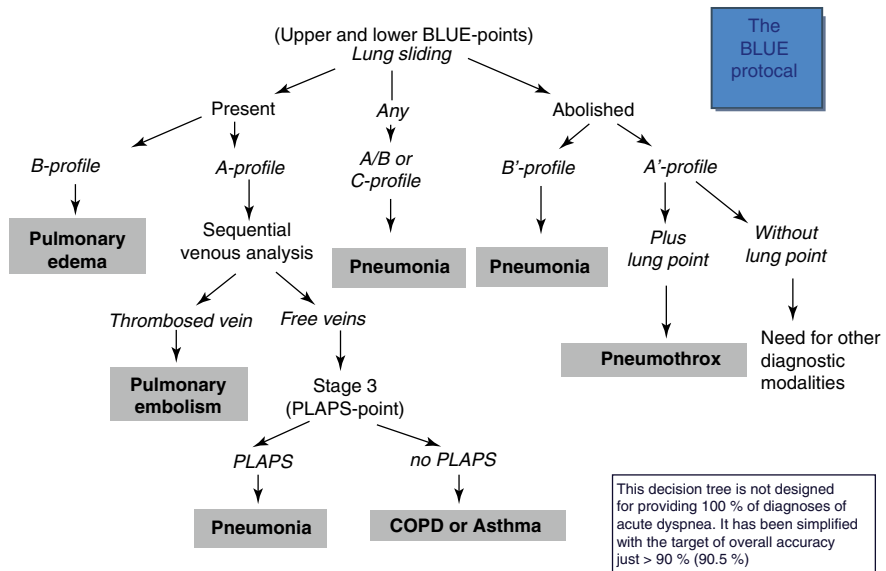 The
BLUE
protocal
(Upper and lower BLUE-points)
Lung sliding
Present
Any
Abolished
B-profile
A-profile
A/B or
C-profile
B'-profile
A'-profile
Pulmonary
edema
Sequential
venous analysis
Pneumonia
Pneumonia
Plus
lung point
Without
lung point
Thrombosed vein
Free veins
Pulmonary
embolism
Stage 3
(PLAPS-point)
Pneumothrox
Need for other
diagnostic
modalities
PLAPS
no PLAPS
Pneumonia
COPD or Asthma
This decision tree is not designed
for providing 100 % of diagnoses of
acute dyspnea. It has been simplified
with the target of overall accuracy
just > 90 % (90.5 %)